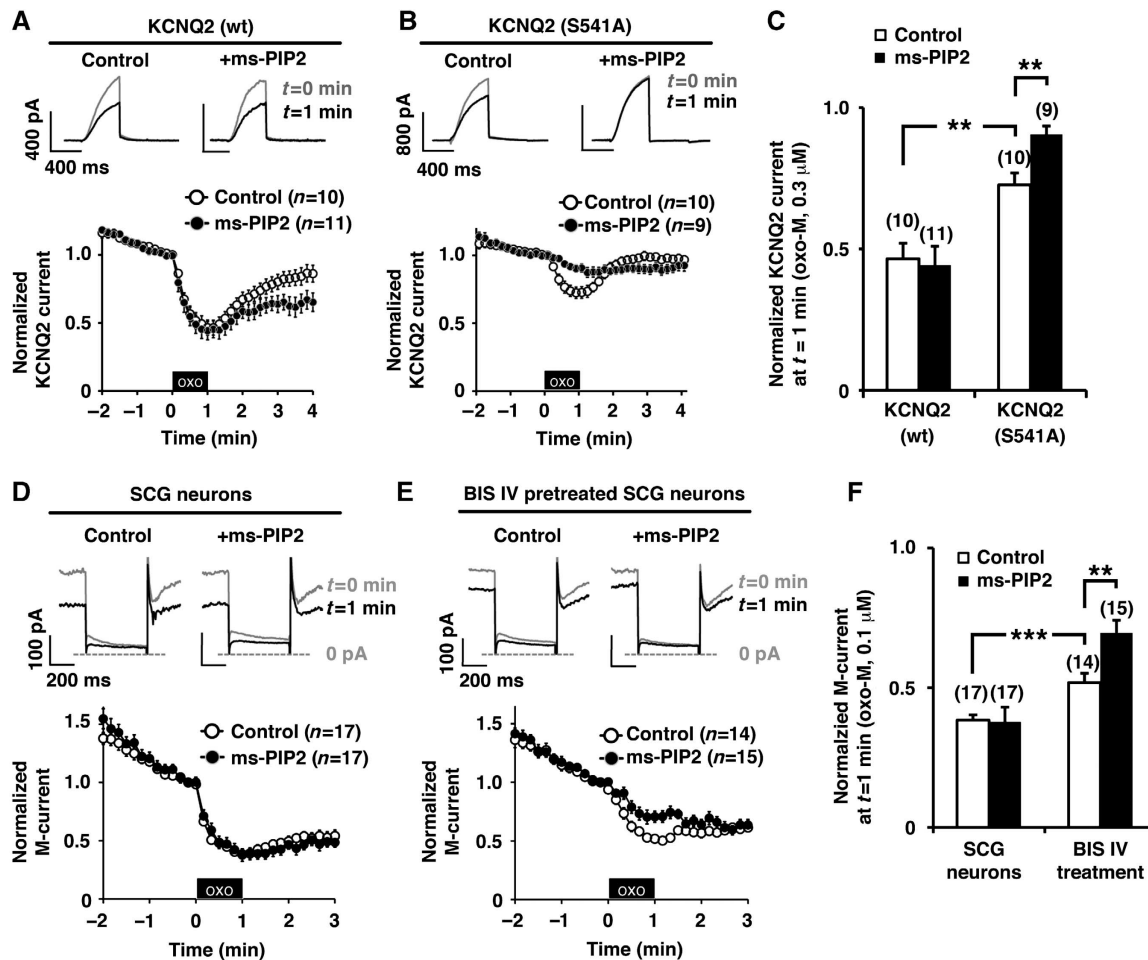 A
KCNQ2 (wt)
Control
+ms-PIP2
t=0 min
t=1 min
400 pA
400 ms
Control (n=10)
ms-PIP2 (n=11)
Normalized
KCNQ2 current
1.0
0.5
0
oxo
−2 −1 0 1 2 3 4
Time (min)
B
KCNQ2 (S541A)
Control
+ms-PIP2
t=0 min
t=1 min
800 pA
400 ms
Control (n=10)
ms-PIP2 (n=9)
Normalized
KCNQ2 current
1.0
0.5
0
oxo
−2 −1 0 1 2 3 4
Time (min)
C
Control
ms-PIP2
**
**
(10) (11) (10) (9)
Normalized KCNQ2 current
at t = 1 min (oxo-M, 0.3 μM)
1.0
0.5
0
KCNQ2
(wt)
KCNQ2
(S541A)
D
SCG neurons
Control
+ms-PIP2
t=0 min
t=1 min
0 pA
100 pA
200 ms
Control (n=17)
ms-PIP2 (n=17)
Normalized
M-current
1.5
1.0
0.5
0
oxo
−2 −1 0 1 2 3
Time (min)
E
BIS IV pretreated SCG neurons
Control
+ms-PIP2
t=0 min
t=1 min
0 pA
100 pA
200 ms
Control (n=14)
ms-PIP2 (n=15)
Normalized
M-current
1.5
1.0
0.5
0
oxo
−2 −1 0 1 2 3
Time (min)
F
Control
ms-PIP2
**
***
(17) (17) (14) (15)
Normalzied M-current
at t=1 min (oxo-M, 0.1 μM)
1.0
0.5
0
SCG
neurons
BIS IV
treatment